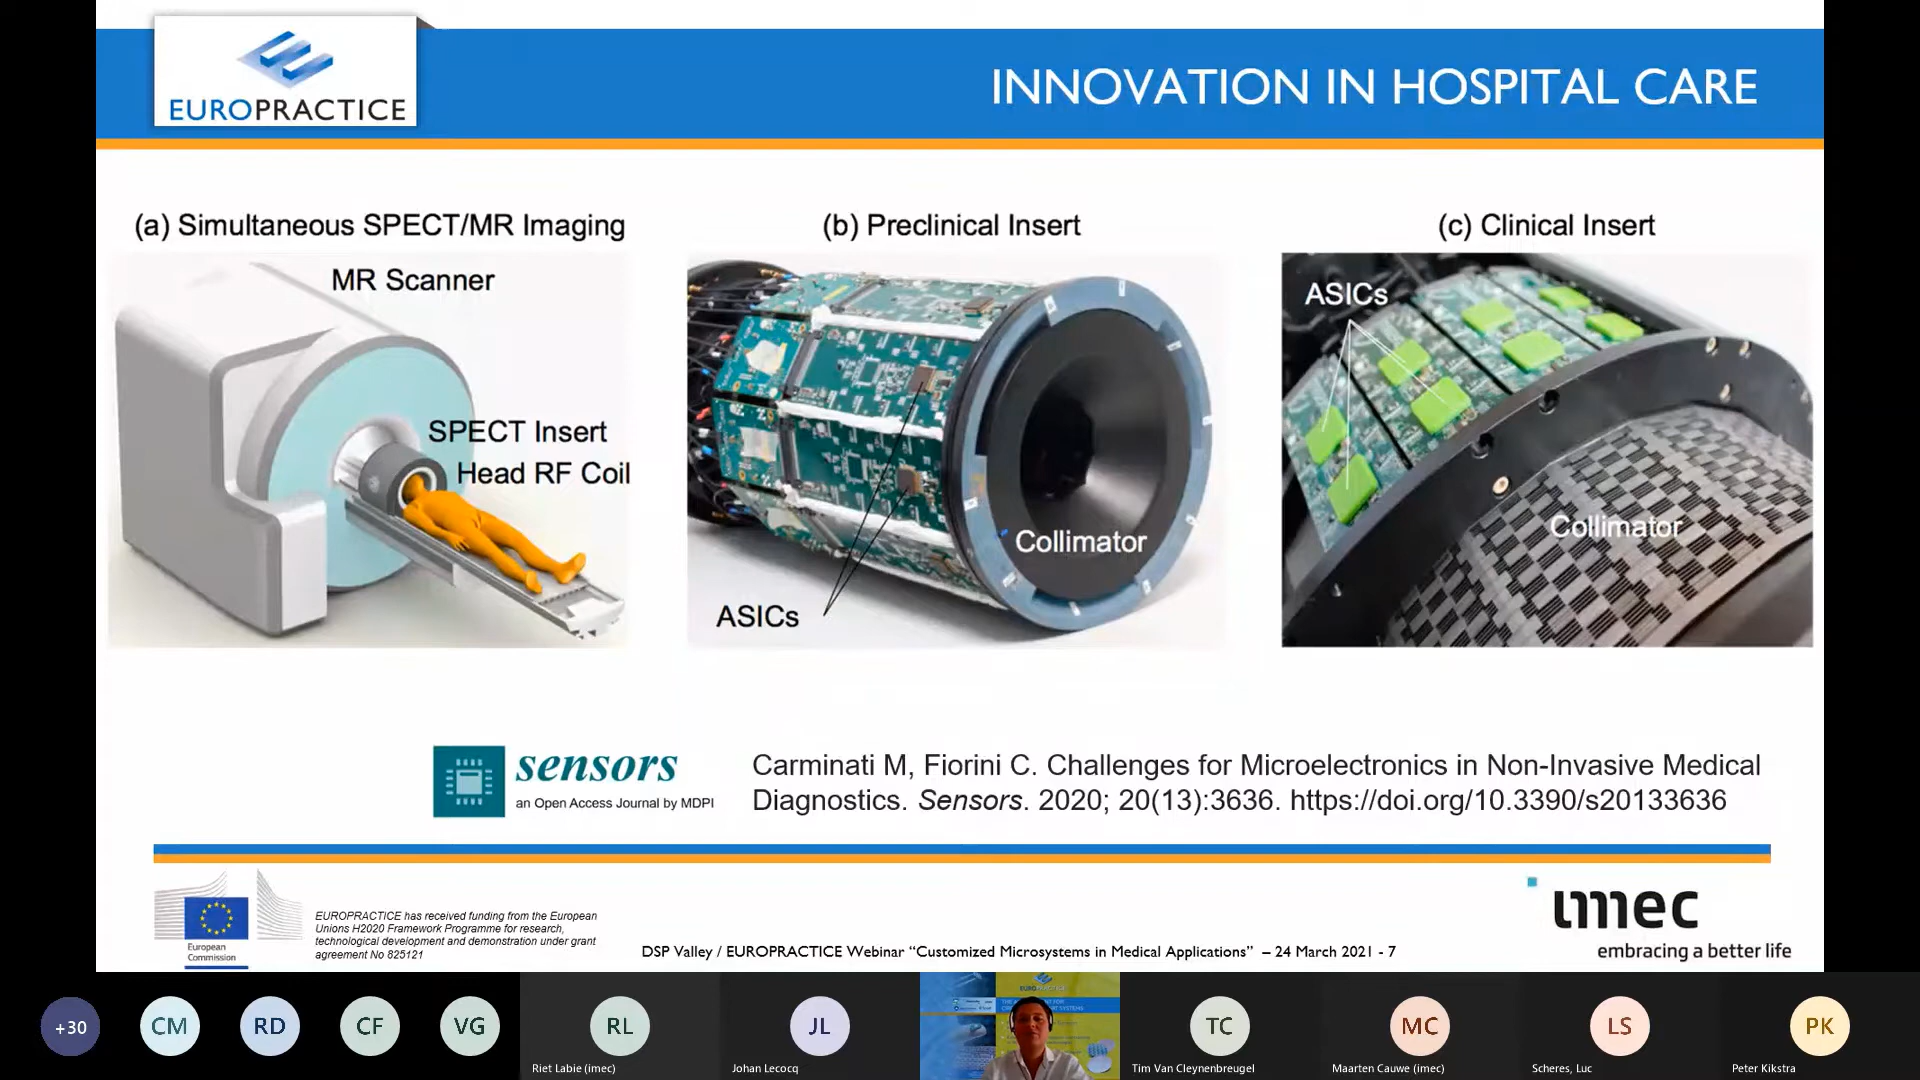 EUROPRACTICE
INNOVATION IN HOSPITAL CARE
(a) Simultaneous SPECT/MR Imaging
MR Scanner
SPECT Insert
Head RF Coil
(b) Preclinical Insert
Collimator
ASICs
(c) Clinical Insert
ASICs
Collimator
sensors
an Open Access Journal by MDPI
Carminati M, Fiorini C. Challenges for Microelectronics in Non-Invasive Medical
Diagnostics. Sensors. 2020; 20(13):3636. https://doi.org/10.3390/s20133636
European
Commission
EUROPRACTICE has received funding from the European
Unions H2020 Framework Programme for research,
technological development and demonstration under grant
agreement No 825121
DSP Valley / EUROPRACTICE Webinar “Customized Microsystems in Medical Applications” – 24 March 2021 - 7
imec
embracing a better life
+30
CM
RD
CF
VG
RL
Riet Labie (imec)
JL
Johan Lecocq
EUROPRACTICE
TC
Tim Van Cleynenbreugel
MC
Maarten Cauwe (imec)
LS
Scheres, Luc
PK
Peter Kikstra